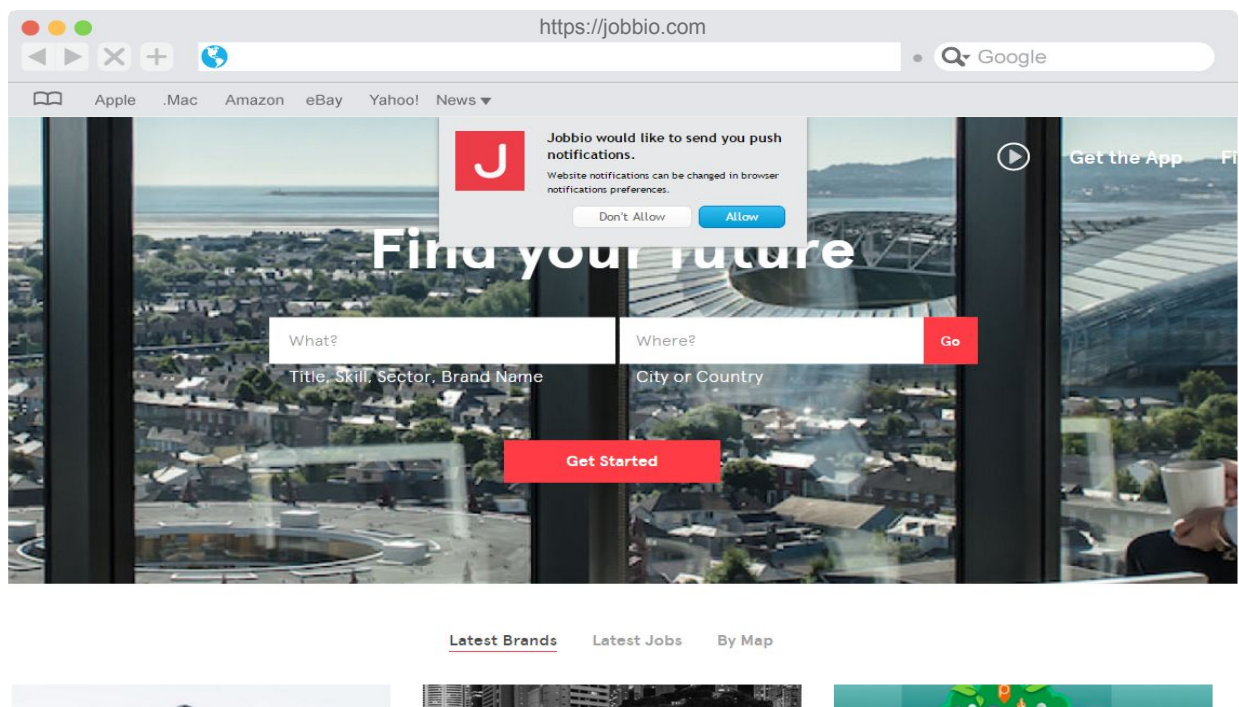 https://jobbio.com
Google
Apple .Mac Amazon eBay Yahoo! News
J
Jobbio would like to send you push
notifications.
Website notifications can be changed in browser
notifications preferences.
Don't Allow Allow
Get the App Fi
Find your future
What? Where? Go
Title, Skill, Sector, Brand Name City or Country
Get Started
Latest Brands Latest Jobs By Map